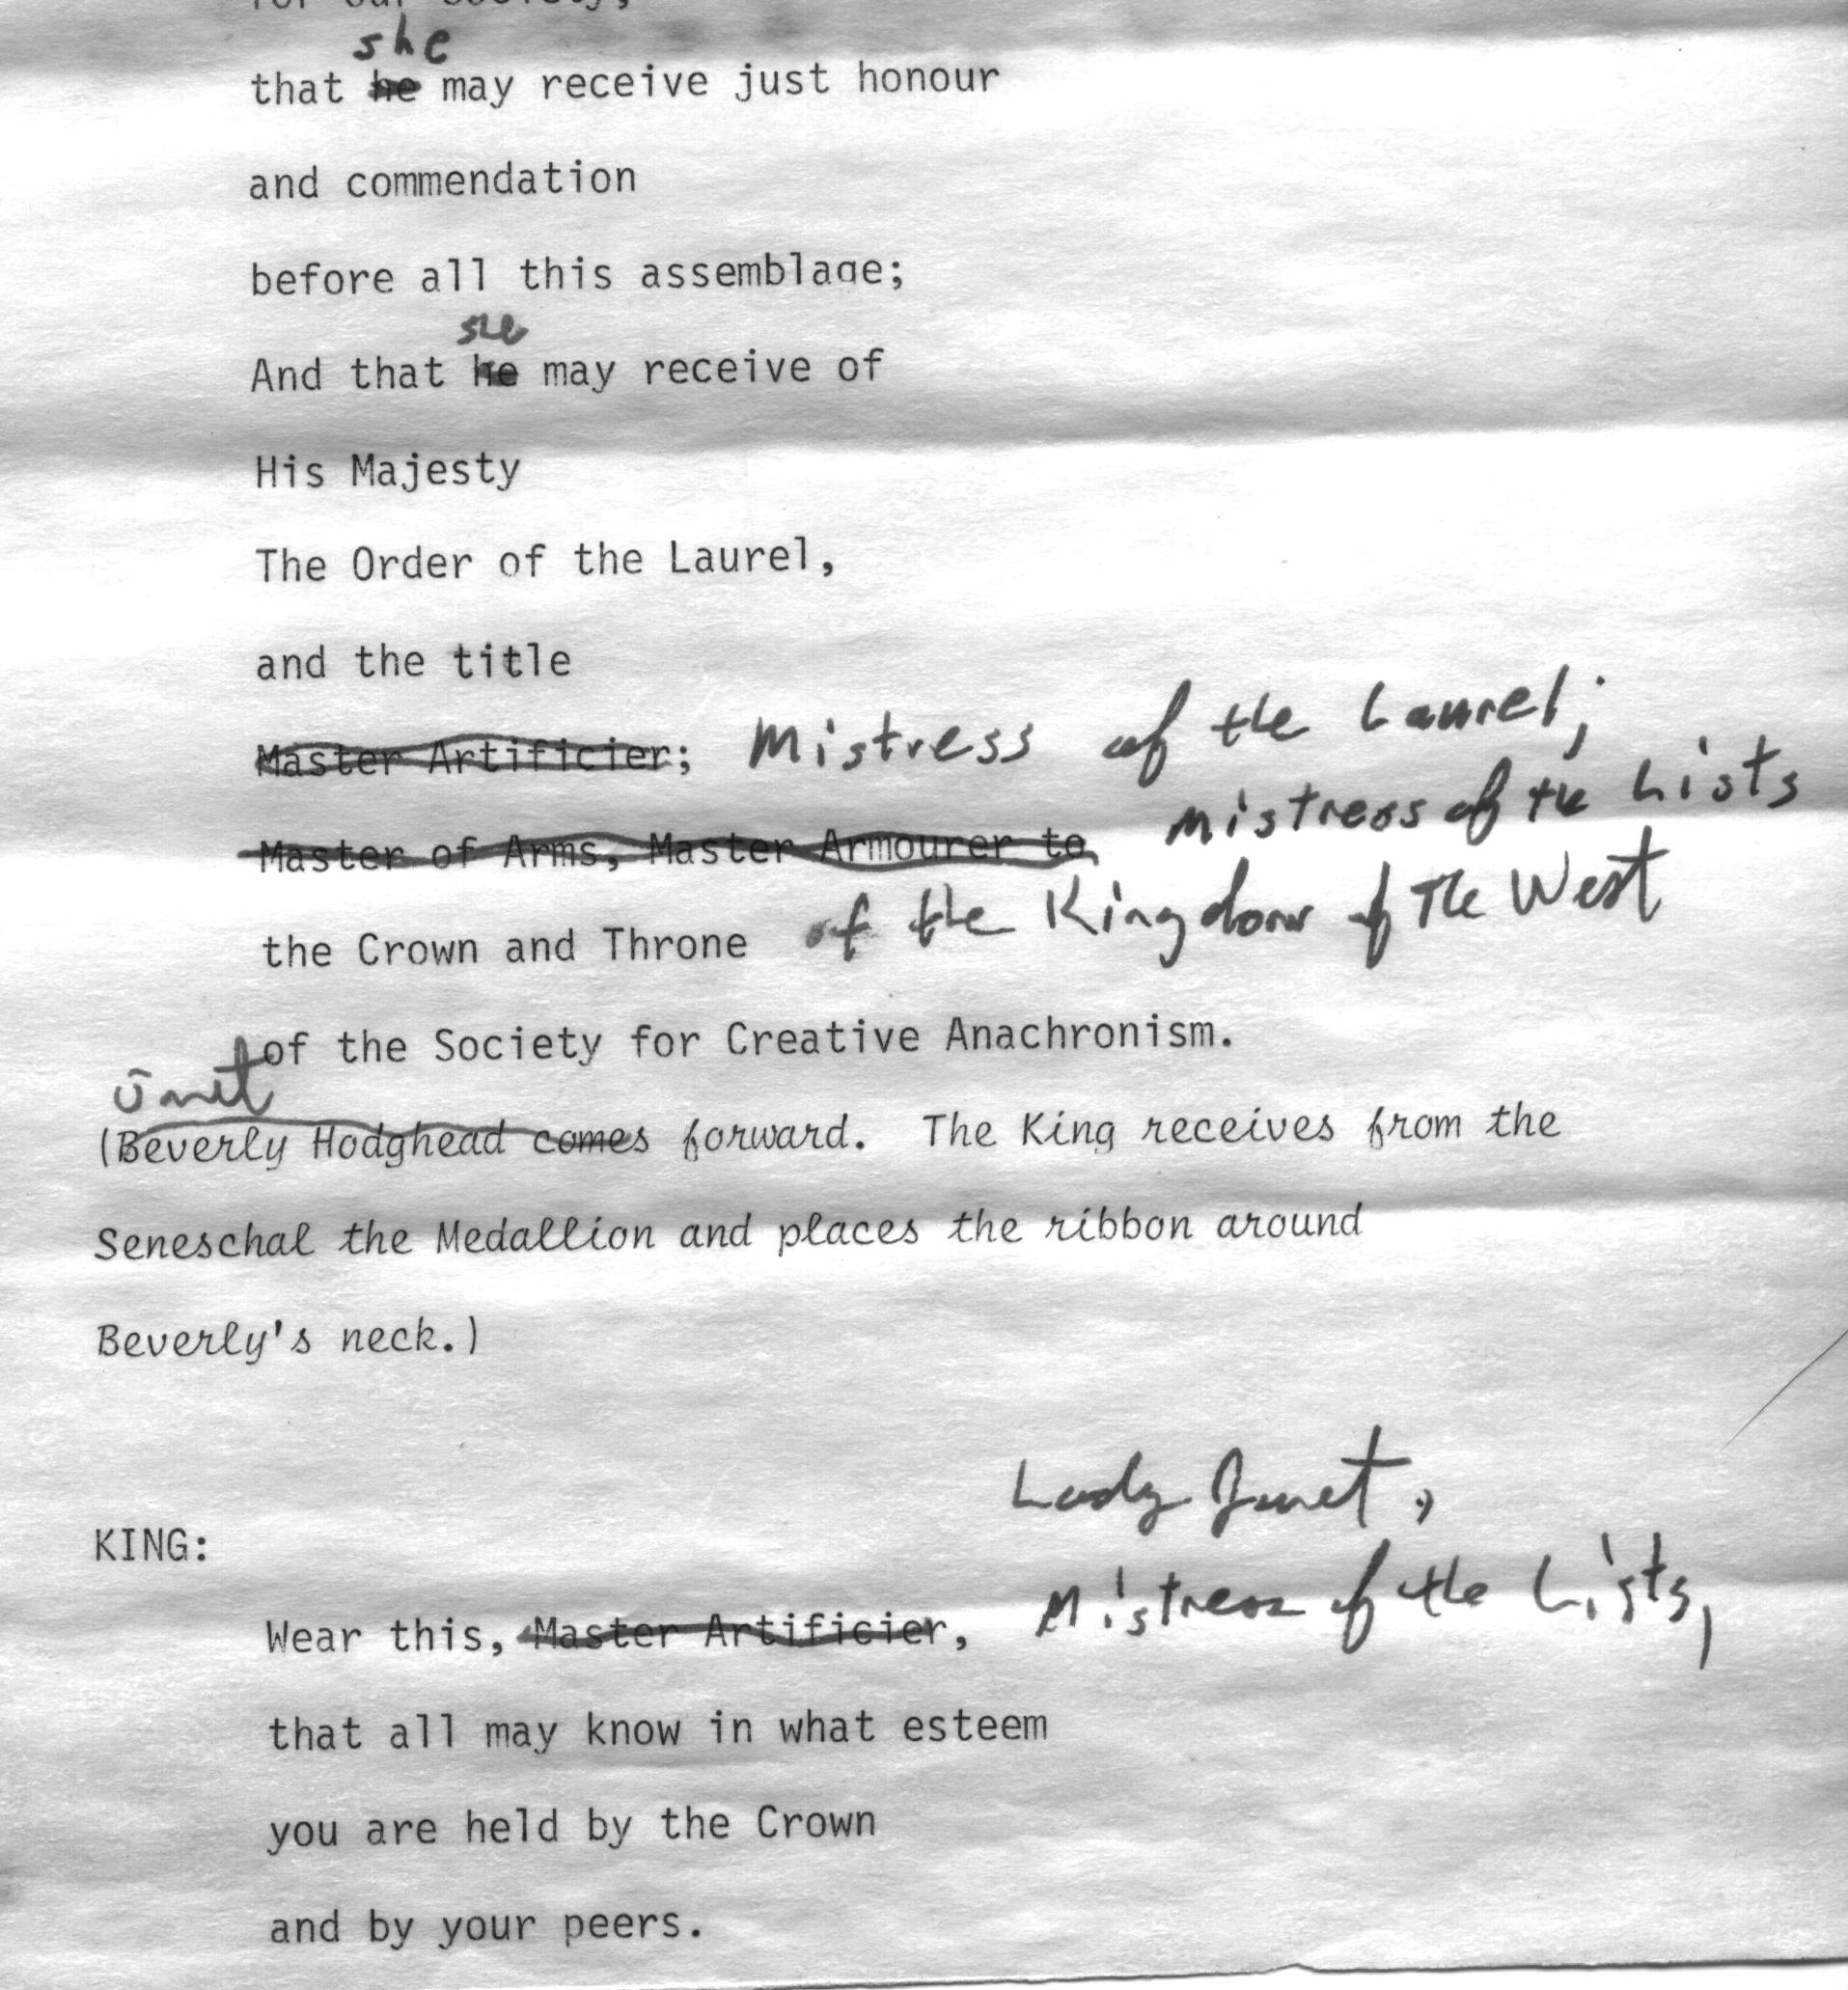 for our society,
she
that he may receive just honour
and commendation
before all this assemblage;
she
And that he may receive of
His Majesty
The Order of the Laurel,
and the title
Master Artificier; Mistress of the Laurel;
Master of Arms, Master Armourer to, Mistress of the Lists
the Crown and Throne of the Kingdom of The West
of the Society for Creative Anachronism.
Janet
(Beverly Hodghead comes forward. The King receives from the
Seneschal the Medallion and places the ribbon around
Beverly's neck.)
Lady Janet,
KING:
Mistress of the Lists,
Wear this, Master Artificier,
that all may know in what esteem
you are held by the Crown
and by your peers.